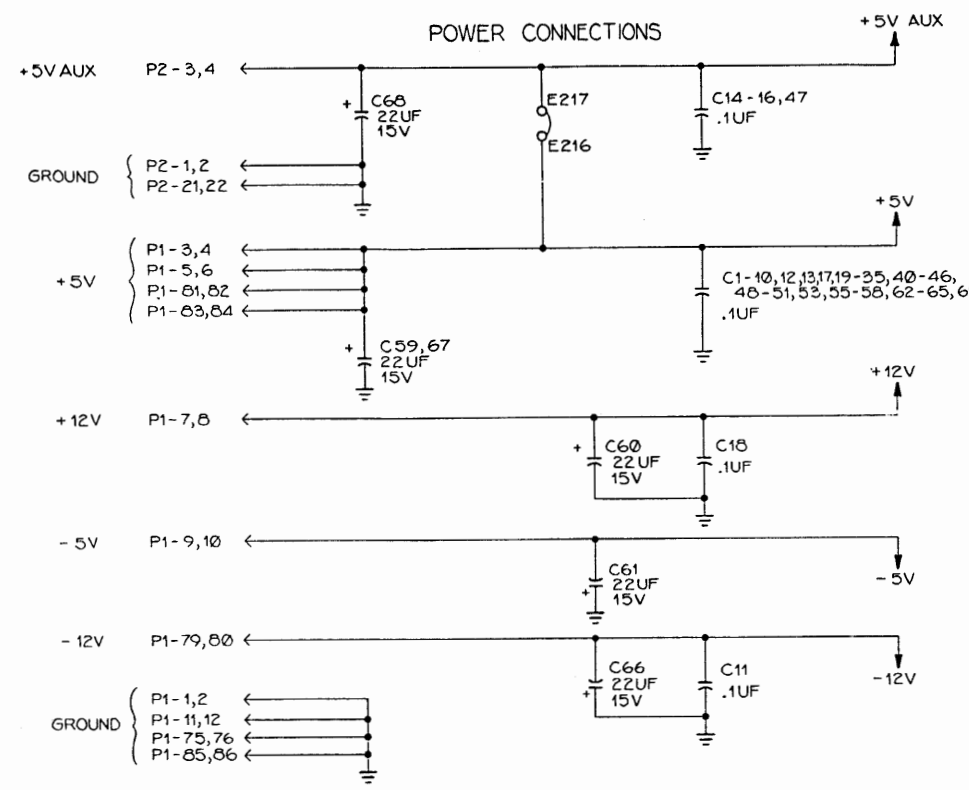 POWER CONNECTIONS
+5V AUX
+5V AUX P2-3,4
+ C68
22UF
15V
E217
E216
C14-16,47
.1UF
GROUND
P2-1,2
P2-21,22
+5V
+5V
P1-3,4
P1-5,6
P1-81,82
P1-83,84
C1-10,12,13,17,19-35,40-46,
48-51,53,55-58,62-65,6
.1UF
+ C59,67
22UF
15V
+12V
+12V P1-7,8
+ C60
22UF
15V
C18
.1UF
-5V P1-9,10
C61
22UF
+ 15V
-5V
-12V P1-79,80
C66
22UF
+ 15V
C11
.1UF
-12V
GROUND
P1-1,2
P1-11,12
P1-75,76
P1-85,86